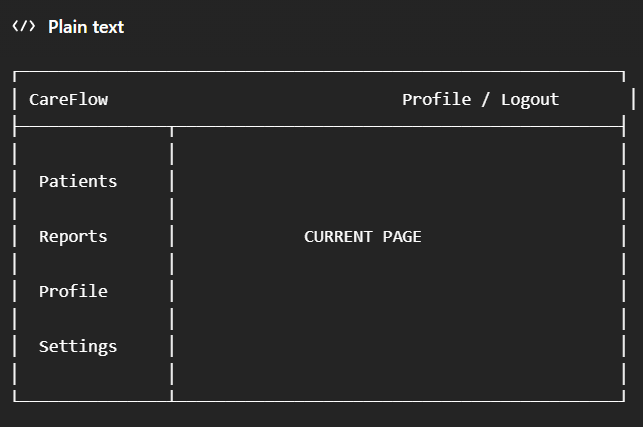 </> Plain text
CareFlow Profile / Logout
Patients
Reports CURRENT PAGE
Profile
Settings